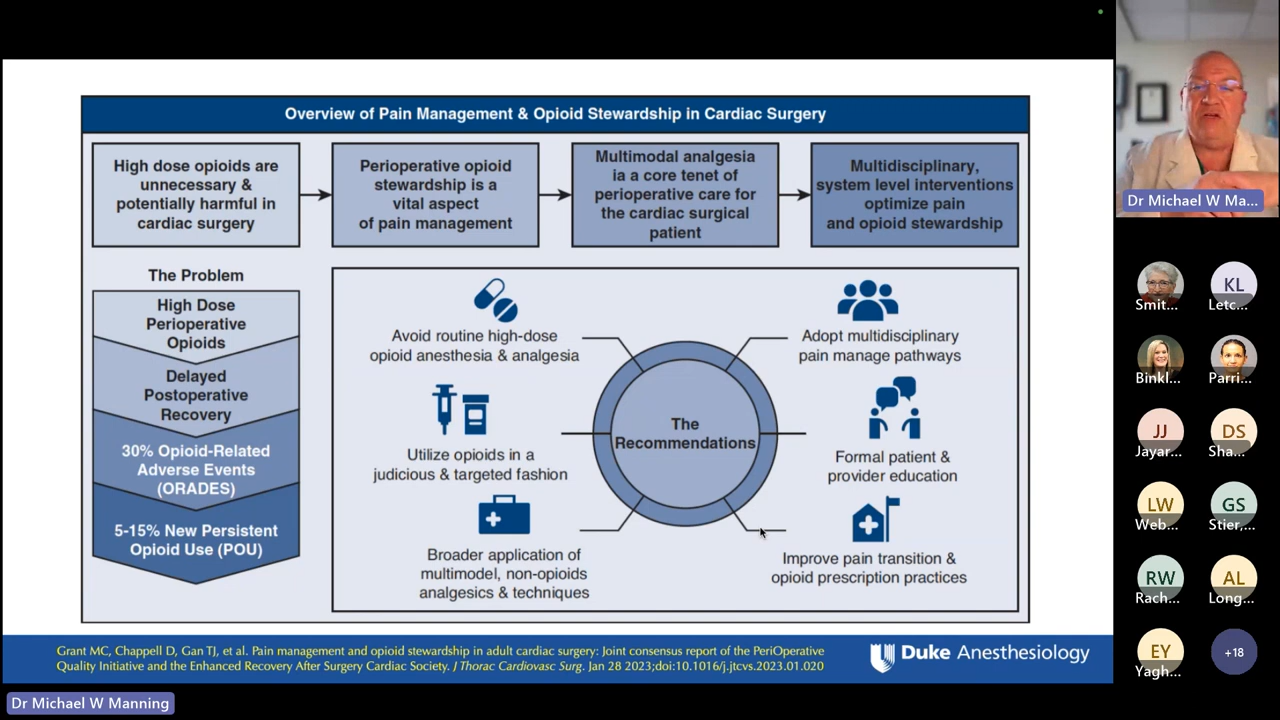 Overview of Pain Management & Opioid Stewardship in Cardiac Surgery
High dose opioids are
unnecessary &
potentially harmful in
cardiac surgery
Perioperative opioid
stewardship is a
vital aspect
of pain management
Multimodal analgesia
ia a core tenet of
perioperative care for
the cardiac surgical
patient
Multidisciplinary,
system level interventions
optimize pain
and opioid stewardship
The Problem
High Dose
Perioperative
Opioids
Delayed
Postoperative
Recovery
30% Opioid-Related
Adverse Events
(ORADES)
5-15% New Persistent
Opioid Use (POU)
Avoid routine high-dose
opioid anesthesia & analgesia
Utilize opioids in a
judicious & targeted fashion
Broader application of
multimodel, non-opioids
analgesics & techniques
The
Recommendations
Adopt multidisciplinary
pain manage pathways
Formal patient &
provider education
Improve pain transition &
opioid prescription practices
Grant MC, Chappell D, Gan TJ, et al. Pain management and opioid stewardship in adult cardiac surgery: Joint consensus report of the PeriOperative
Quality Initiative and the Enhanced Recovery After Surgery Cardiac Society. J Thorac Cardiovasc Surg. Jan 28 2023;doi:10.1016/j.jtcvs.2023.01.020
Duke Anesthesiology
Dr Michael W Manning
Dr Michael W Ma...
Smit...
KL
Letc...
Binkl...
Parri...
JJ
Jayar...
DS
Sha...
LW
Web...
GS
Stier,...
RW
Rach...
AL
Long...
EY
Yagh...
+18